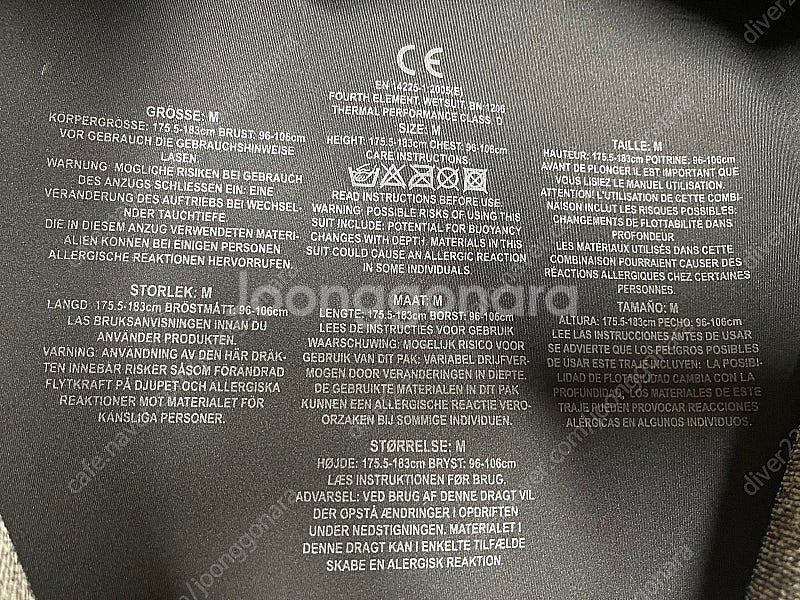 CE
EN 14225-1:2005(E)
FOURTH ELEMENT, WETSUIT, BN:1206
THERMAL PERFORMANCE CLASS: D
SIZE: M
HEIGHT: 175.5-183cm CHEST: 96-106cm
CARE INSTRUCTIONS:
READ INSTRUCTIONS BEFORE USE.
WARNING: POSSIBLE RISKS OF USING THIS
SUIT INCLUDE: POTENTIAL FOR BUOYANCY
CHANGES WITH DEPTH. MATERIALS IN THIS
SUIT COULD CAUSE AN ALLERGIC REACTION
IN SOME INDIVIDUALS.
GRÖSSE: M
KÖRPERGRÖSSE: 175.5-183cm BRUST: 96-106cm
VOR GEBRAUCH DIE GEBRAUCHSHINWEISE
LASEN
WARNUNG: MÖGLICHE RISIKEN BEI GEBRAUCH
DES ANZUGS SCHLIESSEN EIN: EINE
VERÄNDERUNG DES AUFTRIEBS BEI WECHSEL-
NDER TAUCHTIEFE.
DIE IN DIESEM ANZUG VERWENDETEN MATERI-
ALIEN KÖNNEN BEI EINIGEN PERSONEN
ALLERGISCHE REAKTIONEN HERVORRUFEN.
TAILLE: M
HAUTEUR: 175.5-183cm POITRINE: 96-106cm
AVANT DE PLONGER IL EST IMPORTANT QUE
VOUS LISIEZ LE MANUEL UTILISATION.
ATTENTION! L'UTILISATION DE CETTE COMBI-
NAISON INCLUT LES RISQUES POSSIBLES:
CHANGEMENTS DE FLOTTABILITÉ DANS
PROFONDEUR
LES MATÉRIAUX UTILISÉS DANS CETTE
COMBINAISON POURRAIENT CAUSER DES
RÉACTIONS ALLERGIQUES CHEZ CERTAINES
PERSONNES.
STORLEK: M
LÄNGD: 175.5-183cm BRÖSTMÅTT: 96-106cm
LÄS BRUKSANVISNINGEN INNAN DU
ANVÄNDER PRODUKTEN.
VARNING: ANVÄNDNING AV DEN HÄR DRÄK-
TEN INNEBÄR RISKER SÅSOM FÖRÄNDRAD
FLYTKRAFT PÅ DJUPET OCH ALLERGISKA
REAKTIONER MOT MATERIALET FÖR
KÄNSLIGA PERSONER.
MAAT: M
LENGTE: 175.5-183cm BORST: 96-106cm
LEES DE INSTRUCTIES VOOR GEBRUIK
WAARSCHUWING: MOGELIJK RISICO VOOR
GEBRUIK VAN DIT PAK: VARIABEL DRIJFVER-
MOGEN DOOR VERANDERINGEN IN DIEPTE.
DE GEBRUIKTE MATERIALEN IN DIT PAK
KUNNEN EEN ALLERGISCHE REACTIE VERO-
ORZAKEN BIJ SOMMIGE INDIVIDUEN.
TAMAÑO: M
ALTURA: 175.5-183cm PECHO: 96-106cm
LEE LAS INSTRUCCIONES ANTES DE USAR
SE ADVIERTE QUE LOS PELIGROS POSIBLES
DE USAR ESTE TRAJE INCLUYEN: LA POSIBI-
LIDAD DE FLOTABILIDAD CAMBIA CON LA
PROFUNDIDAD. LOS MATERIALES DE ESTE
TRAJE PUEDEN PROVOCAR REACCIONES
ALÉRGICAS EN ALGUNOS INDIVIDUOS.
STØRRELSE: M
HØJDE: 175.5-183cm BRYST: 96-106cm
LÆS INSTRUKTIONEN FØR BRUG.
ADVARSEL: VED BRUG AF DENNE DRAGT VIL
DER OPSTÅ ÆNDRINGER I OPDRIFTEN
UNDER NEDSTIGNINGEN. MATERIALET I
DENNE DRAGT KAN I ENKELTE TILFÆLDE
SKABE EN ALERGISK REAKTION.
Joonggonara